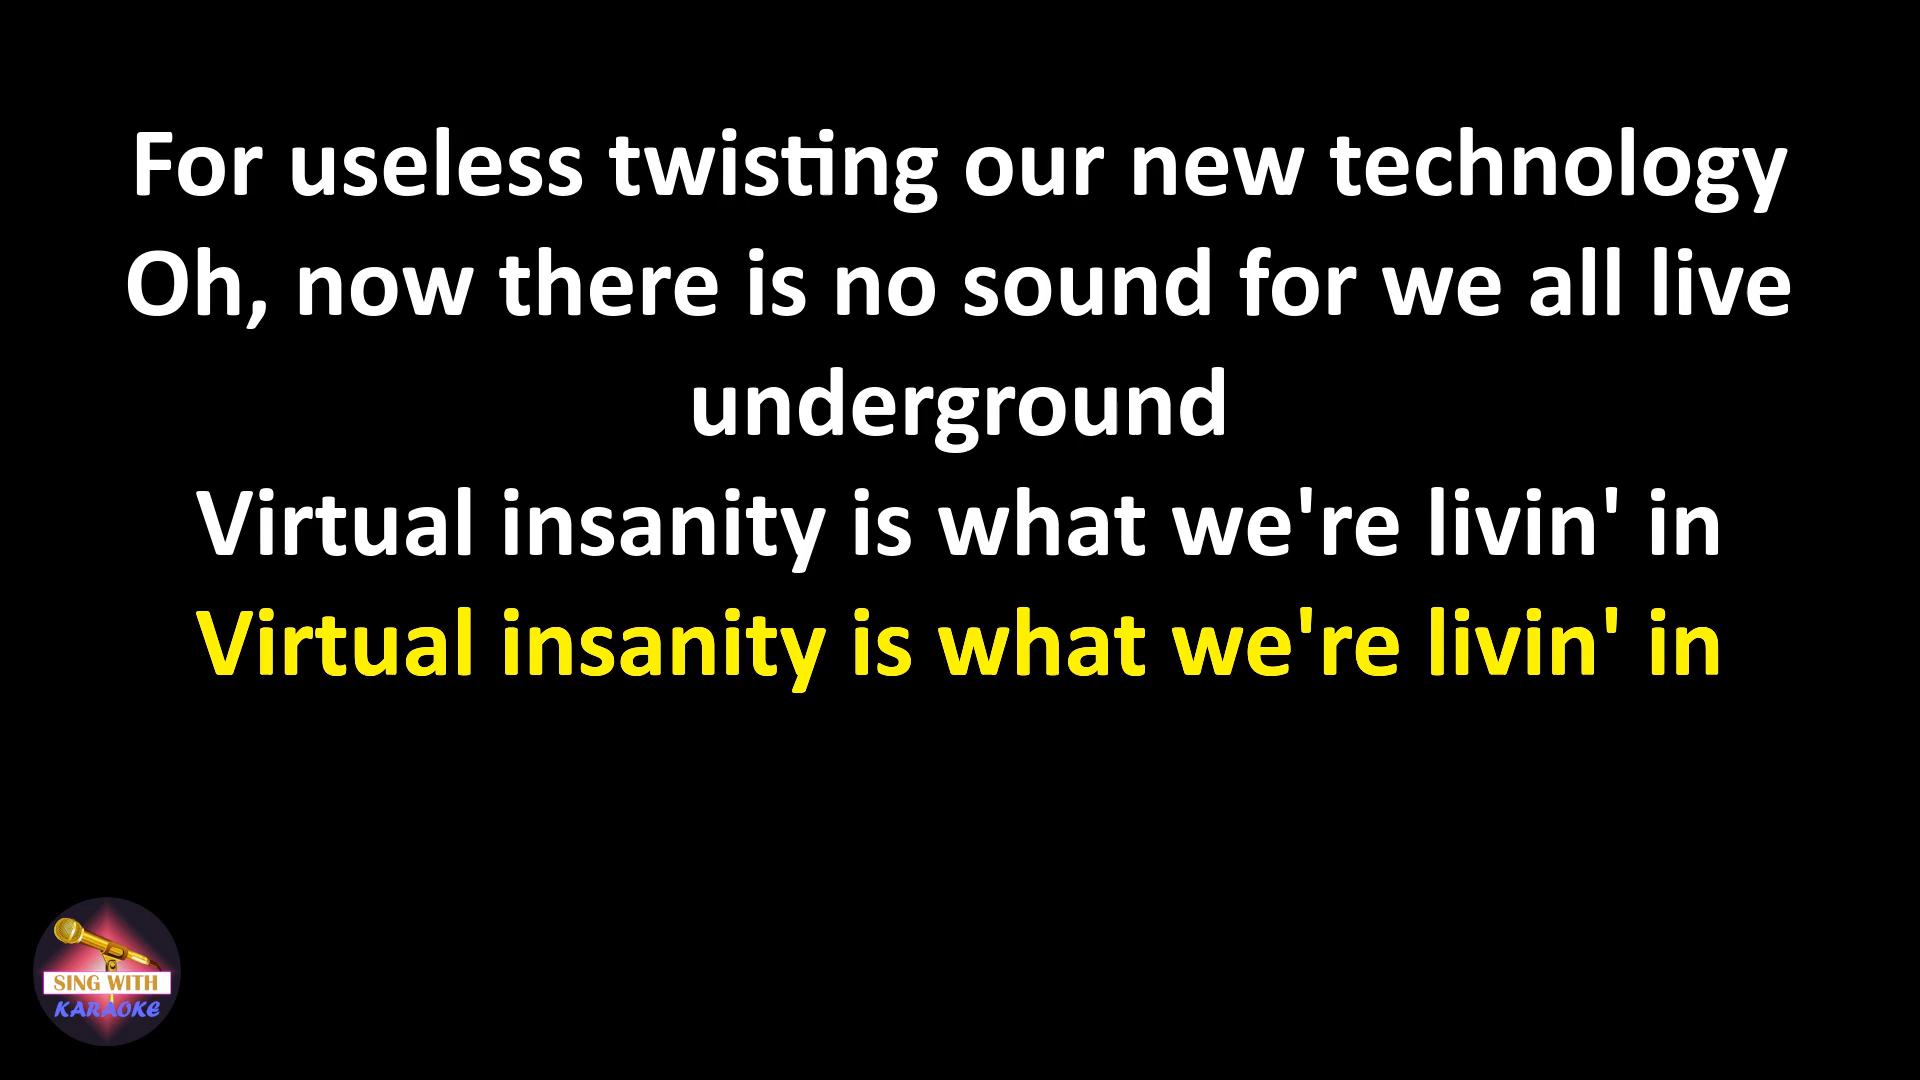 For useless twisting our new technology
Oh, now there is no sound for we all live
underground
Virtual insanity is what we're livin' in
Virtual insanity is what we're livin' in
SING WITH
KARAOKE